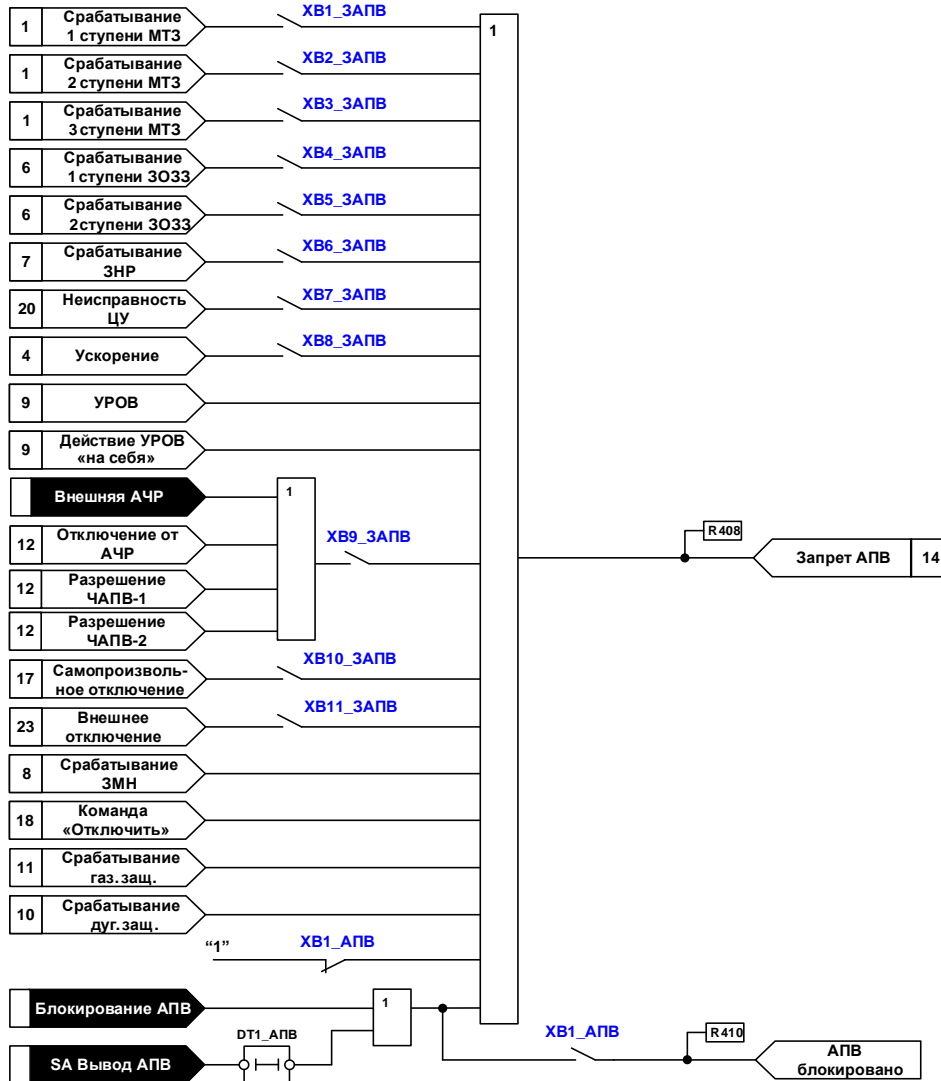 1
Срабатывание
1 ступени МТЗ
ХВ1_ЗАПВ
1
1
Срабатывание
2 ступени МТЗ
ХВ2_ЗАПВ
1
Срабатывание
3 ступени МТЗ
ХВ3_ЗАПВ
6
Срабатывание
1 ступени ЗОЗЗ
ХВ4_ЗАПВ
6
Срабатывание
2 ступени ЗОЗЗ
ХВ5_ЗАПВ
7
Срабатывание
ЗНР
ХВ6_ЗАПВ
20
Неисправность
ЦУ
ХВ7_ЗАПВ
4
Ускорение
ХВ8_ЗАПВ
9
УРОВ
9
Действие УРОВ
«на себя»
Внешняя АЧР
1
12
Отключение от
АЧР
ХВ9_ЗАПВ
R408
Запрет АПВ
14
12
Разрешение
ЧАПВ-1
12
Разрешение
ЧАПВ-2
17
Самопроизволь-
ное отключение
ХВ10_ЗАПВ
23
Внешнее
отключение
ХВ11_ЗАПВ
8
Срабатывание
ЗМН
18
Команда
«Отключить»
11
Срабатывание
газ. защ.
10
Срабатывание
дуг. защ.
“1”
ХВ1_АПВ
Блокирование АПВ
1
SA Вывод АПВ
DT1_АПВ
ХВ1_АПВ
R410
АПВ
блокировано